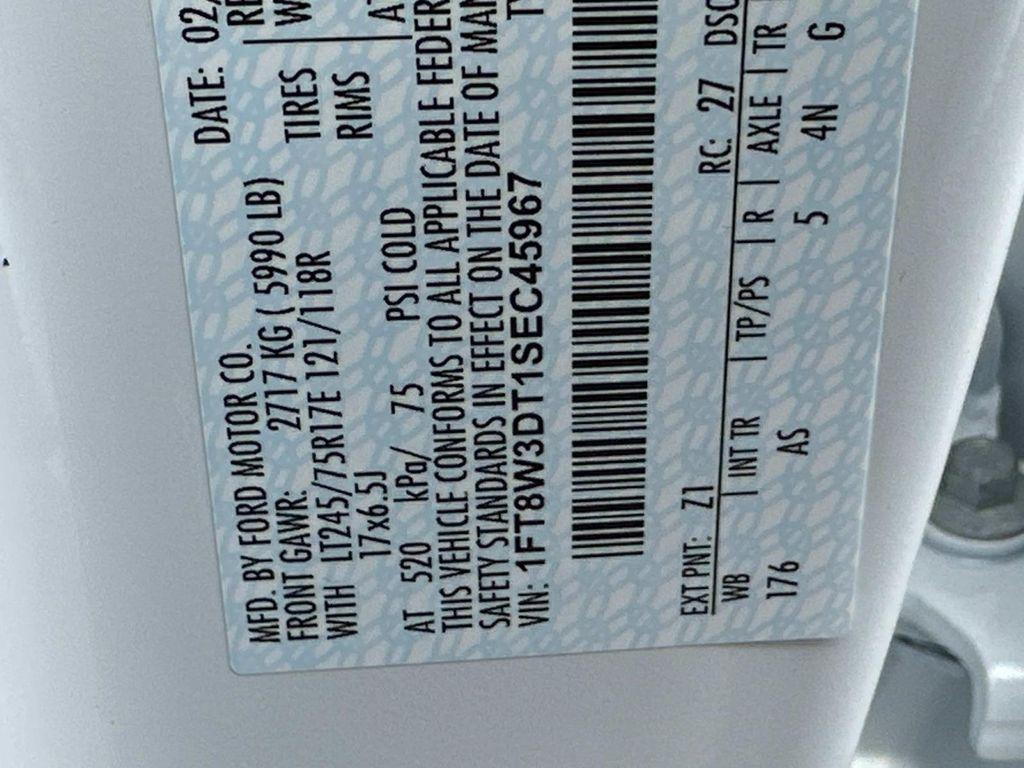 MFD. BY FORD MOTOR CO.
DATE: 02/
FRONT GAWR: 2717 KG ( 5990 LB)
WITH LT245/75R17E 121/118R TIRES
17x6.5J RIMS
AT 520 kPa/ 75 PSI COLD
THIS VEHICLE CONFORMS TO ALL APPLICABLE FEDER
SAFETY STANDARDS IN EFFECT ON THE DATE OF MAN
VIN: 1FT8W3DT1SEC45967
EXT PNT: Z1 RC: 27 DSO
WB | INT TR | TP/PS | R | AXLE | TR
176 AS 5 4N G